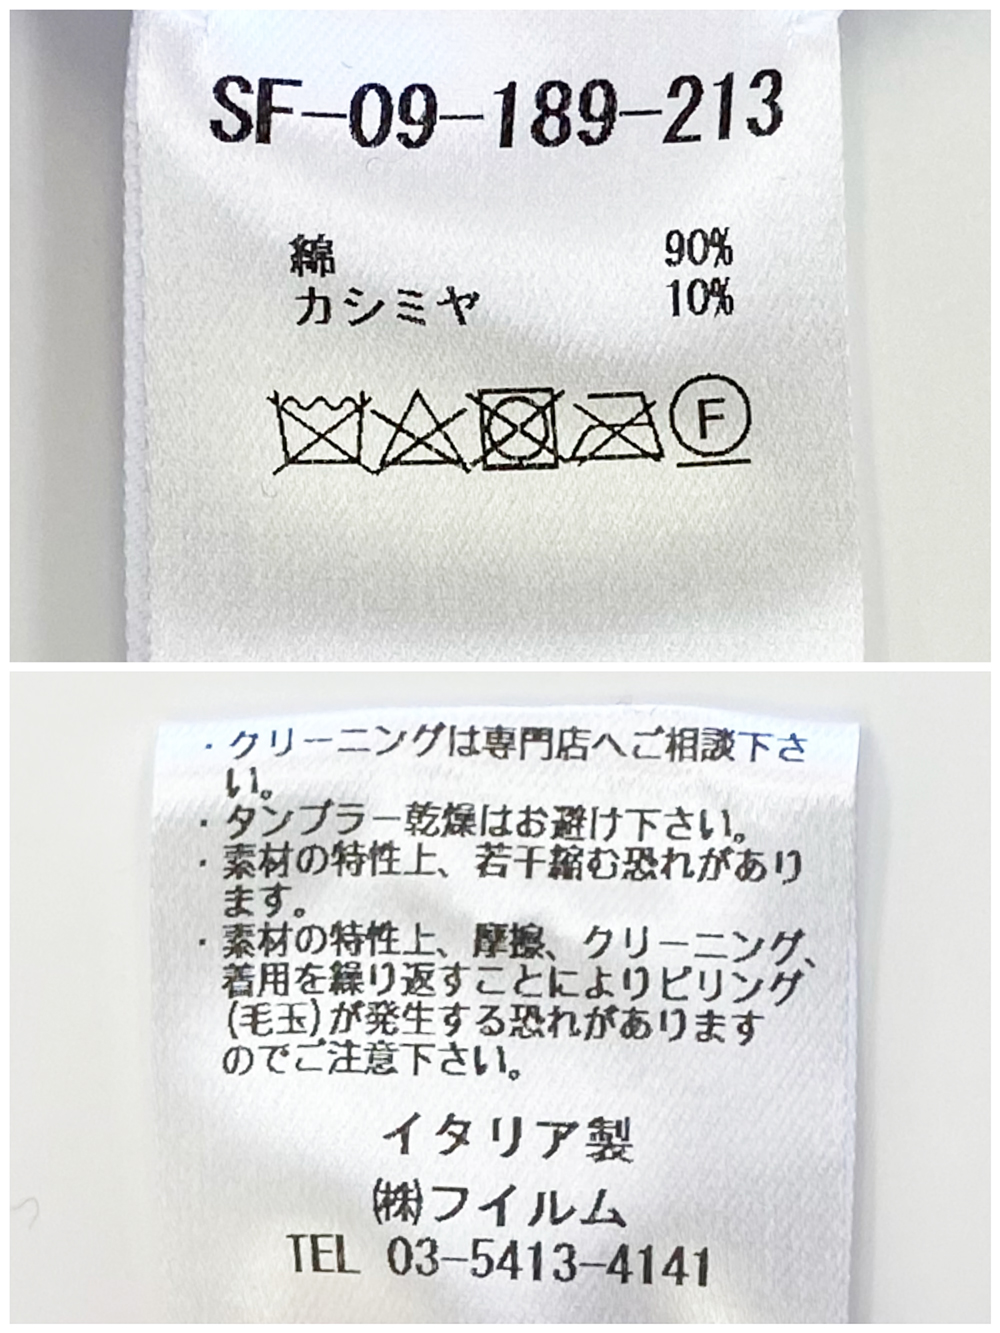 SF-09-189-213
綿 90%
カシミヤ 10%
F
・クリーニングは専門店へご相談下さ
い。
・タンブラー乾燥はお避け下さい。
・素材の特性上、若干縮む恐れがあり
ます。
・素材の特性上、摩擦、クリーニング、
着用を繰り返すことによりピリング
(毛玉)が発生する恐れがあります
のでご注意下さい。
イタリア製
㈱フイルム
TEL 03-5413-4141